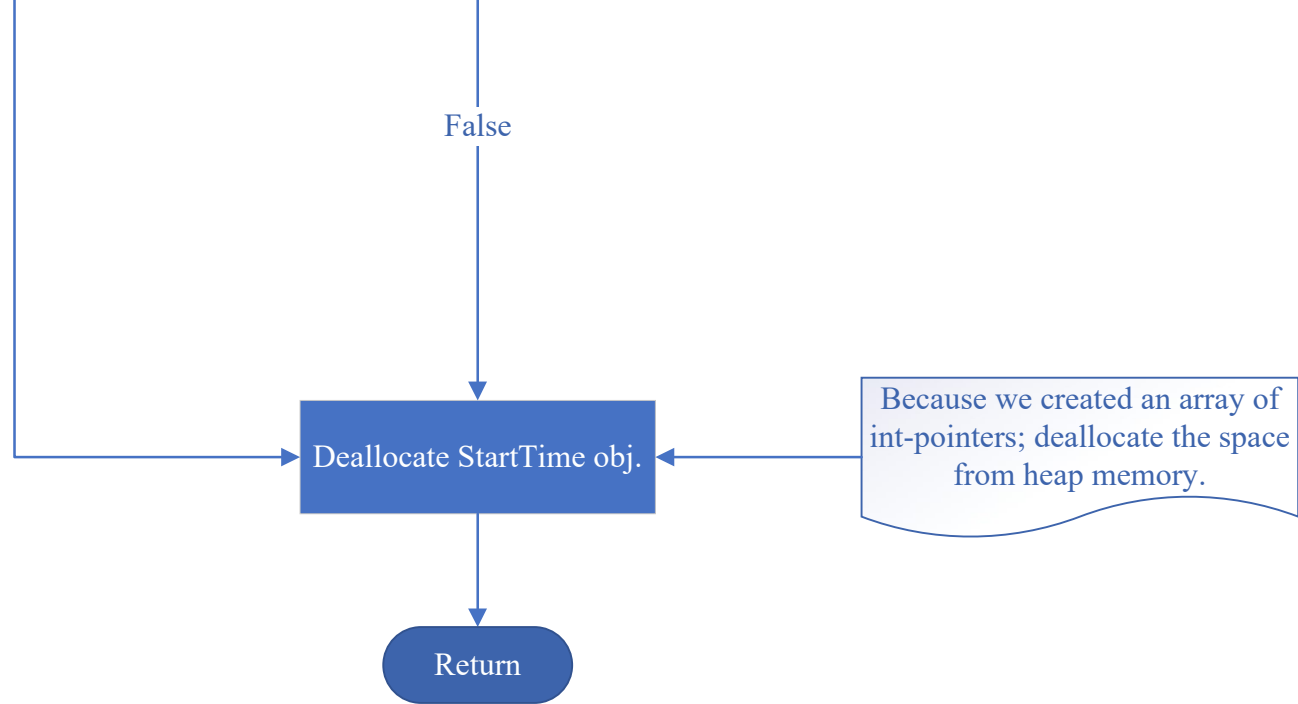 False
Because we created an array of
int-pointers; deallocate the space
from heap memory.
Deallocate StartTime obj.
Return